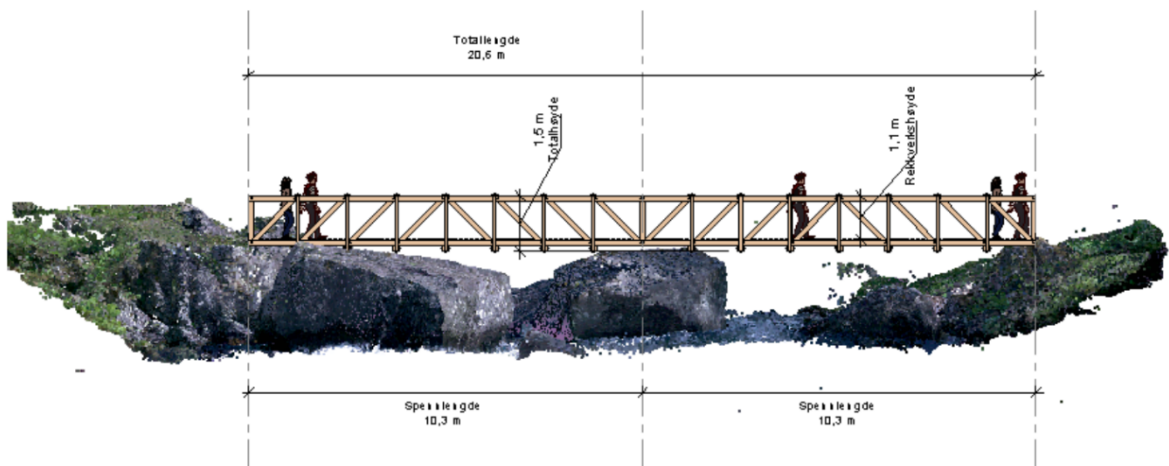 Totallengde
20,6 m
1,5 m
Totalhøyde
1,1 m
Rekkverkshøyde
Spennlengde
10,3 m
Spennlengde
10,3 m